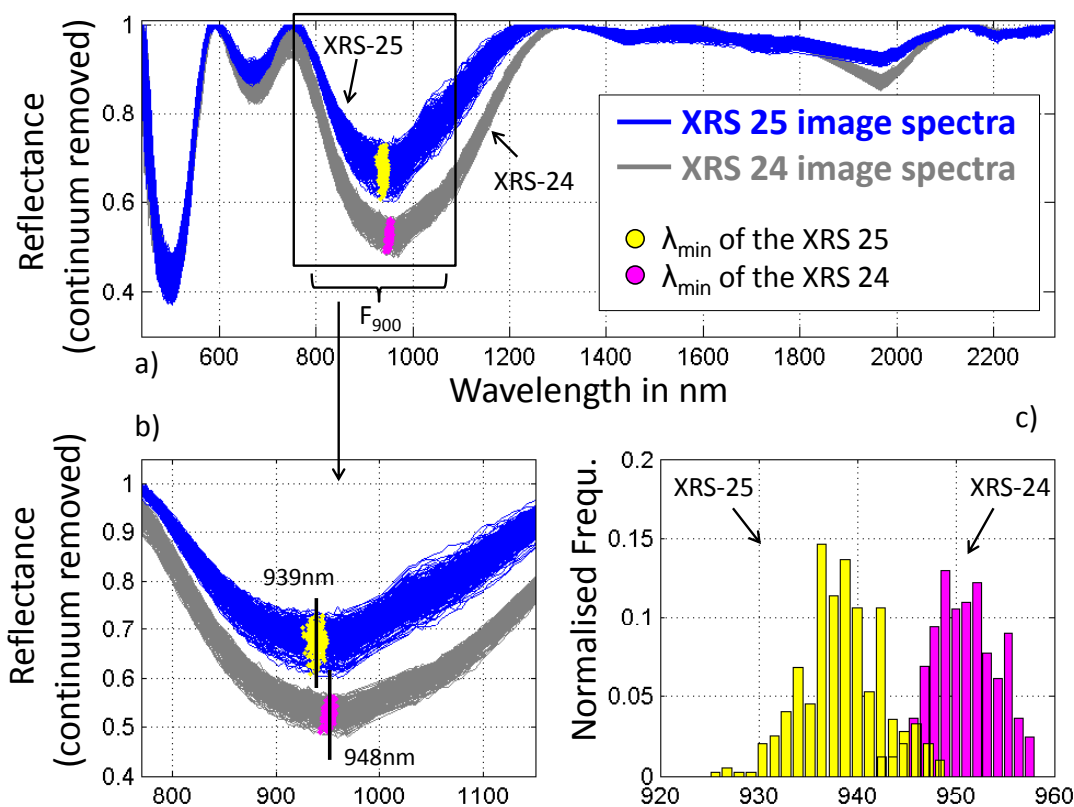 Reflectance
(continuum removed)
1
0.8
0.6
0.4
XRS-25
XRS-24
XRS 25 image spectra
XRS 24 image spectra
λmin of the XRS 25
λmin of the XRS 24
F900
600 800 1000 1200 1400 1600 1800 2000 2200
a)
Wavelength in nm
b)
c)
Reflectance
(continuum removed)
1
0.9
0.8
0.7
0.6
0.5
0.4
939nm
948nm
800 900 1000 1100
Normalised Frequ.
0.2
0.15
0.1
0.05
0
XRS-25
XRS-24
920 930 940 950 960